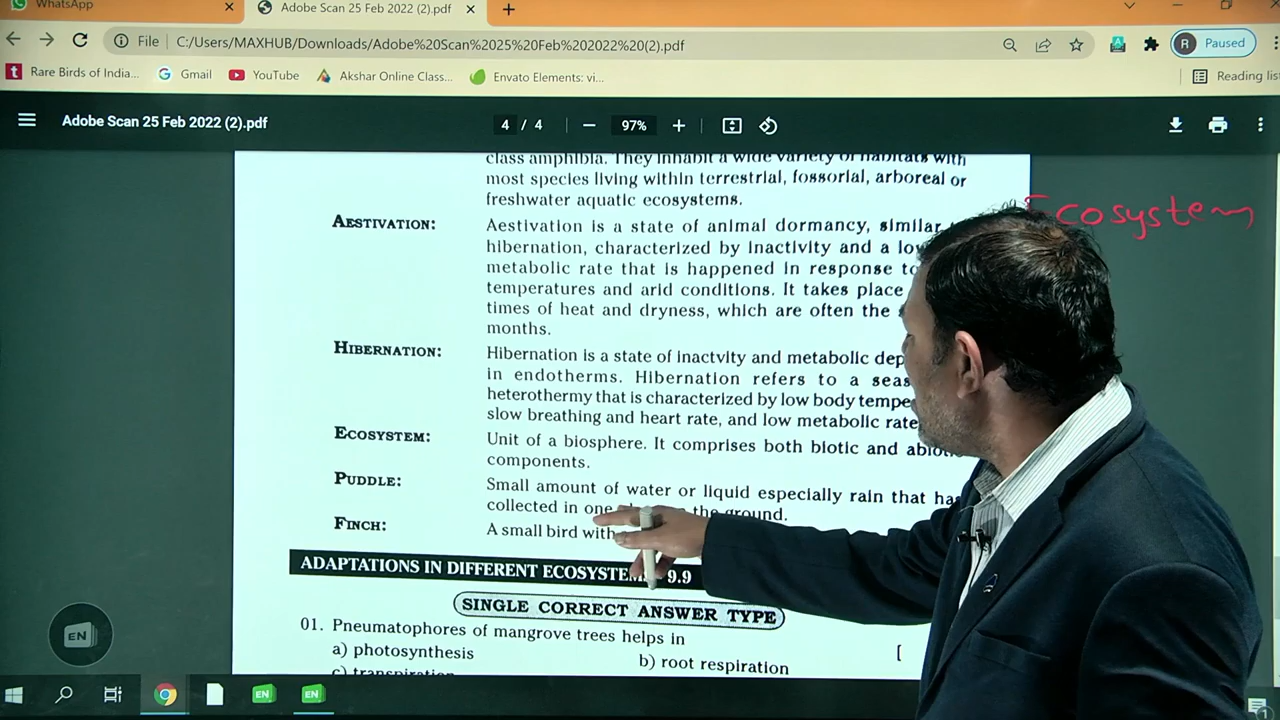 WhatsApp
Adobe Scan 25 Feb 2022 (2).pdf
File
C:/Users/MAXHUB/Downloads/Adobe%20Scan%2025%20Feb%202022%20(2).pdf
R Paused
Rare Birds of India...
Gmail
YouTube
Akshar Online Class...
Envato Elements: vi...
Reading list
Adobe Scan 25 Feb 2022 (2).pdf
4 / 4
97%
class amphibia. They inhabit a wide variety of habitats with
most species living within terrestrial, fossorial, arboreal or
freshwater aquatic ecosystems.
Ecosystem
AESTIVATION: Aestivation is a state of animal dormancy, similar
hibernation, characterized by inactivity and a
metabolic rate that is happened in response to
temperatures and arid conditions. It takes place
times of heat and dryness, which are often the
months.
HIBERNATION: Hibernation is a state of inactvity and metabolic
in endotherms. Hibernation refers to a
heterothermy that is characterized by low body
slow breathing and heart rate, and low metabolic rate
ECOSYSTEM: Unit of a biosphere. It comprises both biotic and
components.
PUDDLE: Small amount of water or liquid especially rain that
collected in one the ground.
FINCH: A small bird with
ADAPTATIONS IN DIFFERENT 9.9
SINGLE CORRECT ANSWER TYPE
01. Pneumatophores of mangrove trees helps in [
a) photosynthesis b) root respiration
c) transpiration
EN
EN
EN